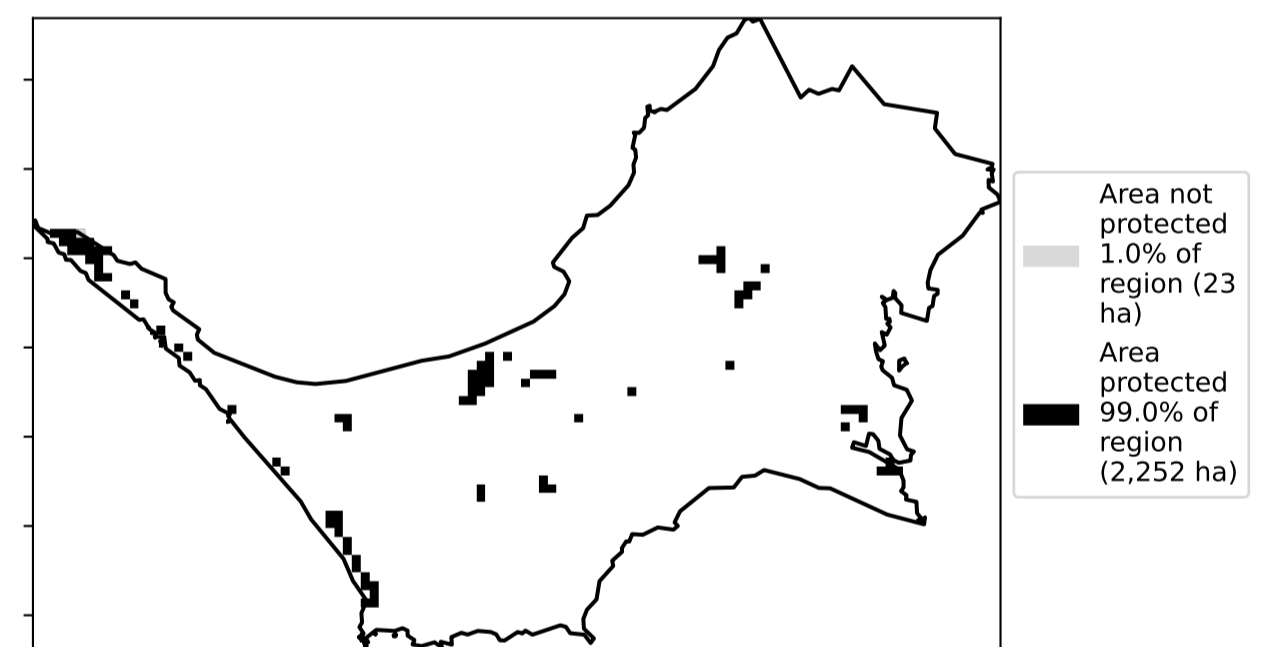 Area not
protected
1.0% of
region (23
ha)
Area
protected
99.0% of
region
(2,252 ha)